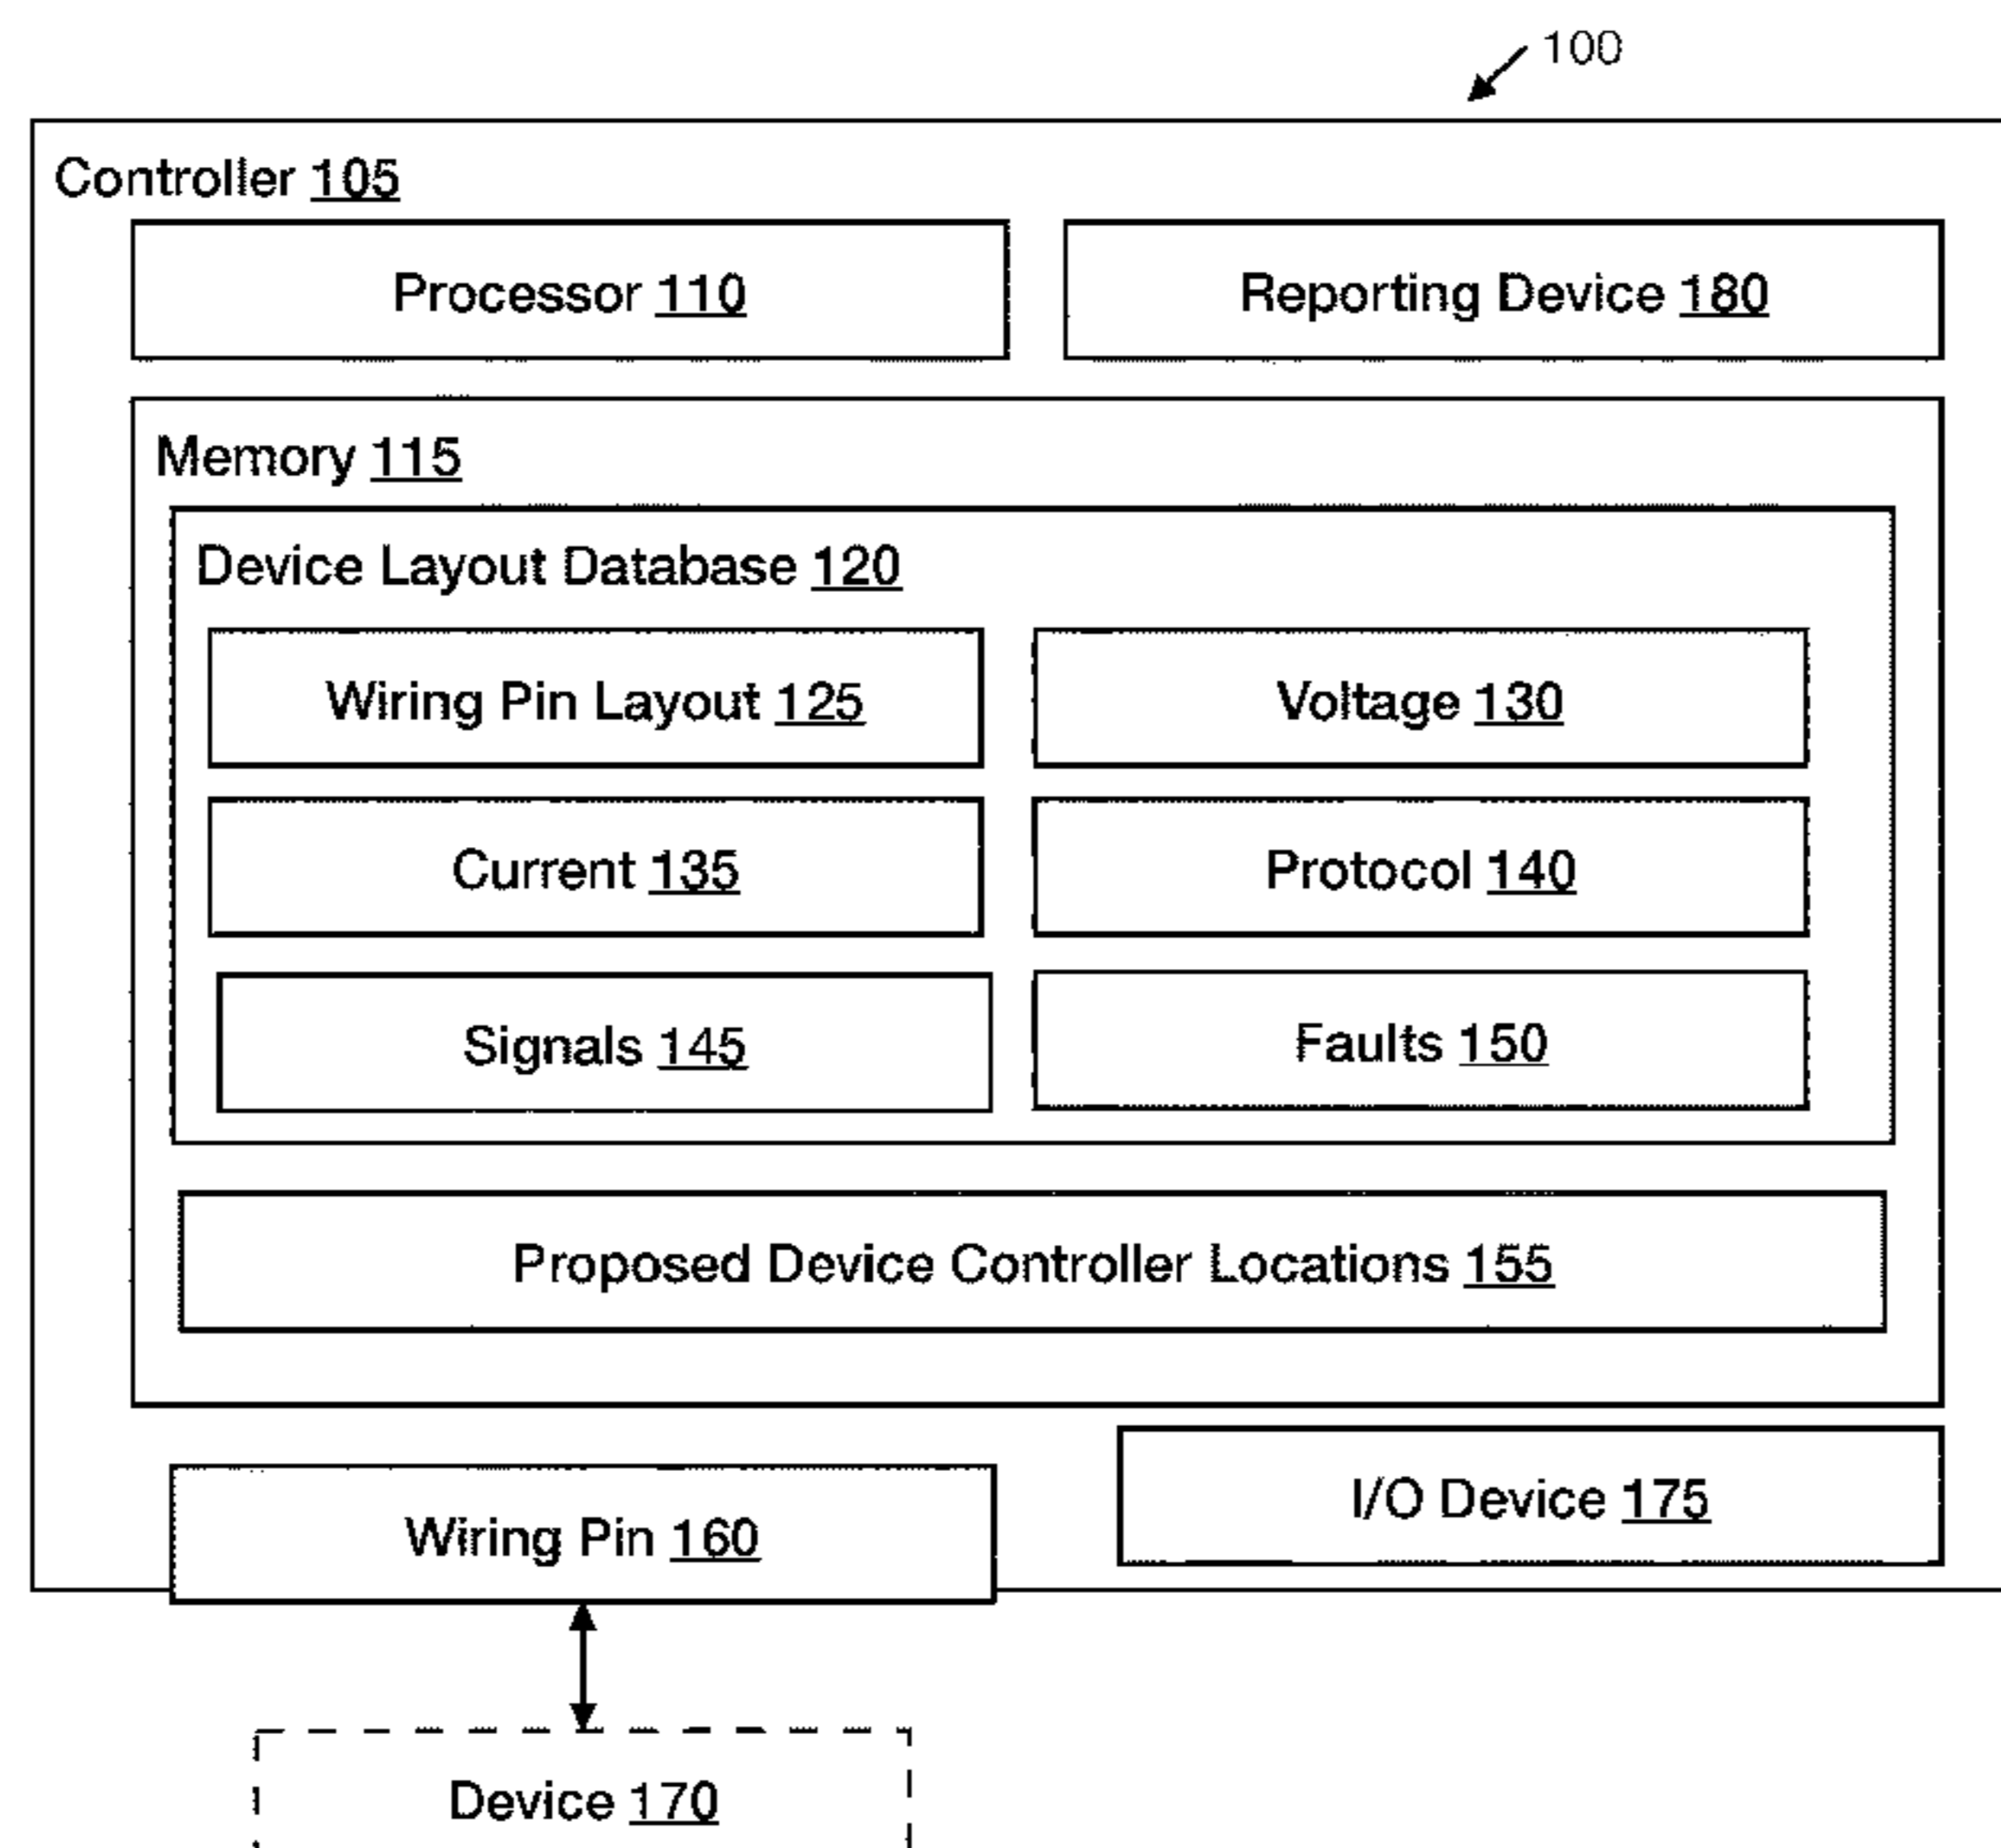 100
Controller 105
Processor 110
Reporting Device 180
Memory 115
Device Layout Database 120
Wiring Pin Layout 125
Voltage 130
Current 135
Protocol 140
Signals 145
Faults 150
Proposed Device Controller Locations 155
Wiring Pin 160
I/O Device 175
Device 170